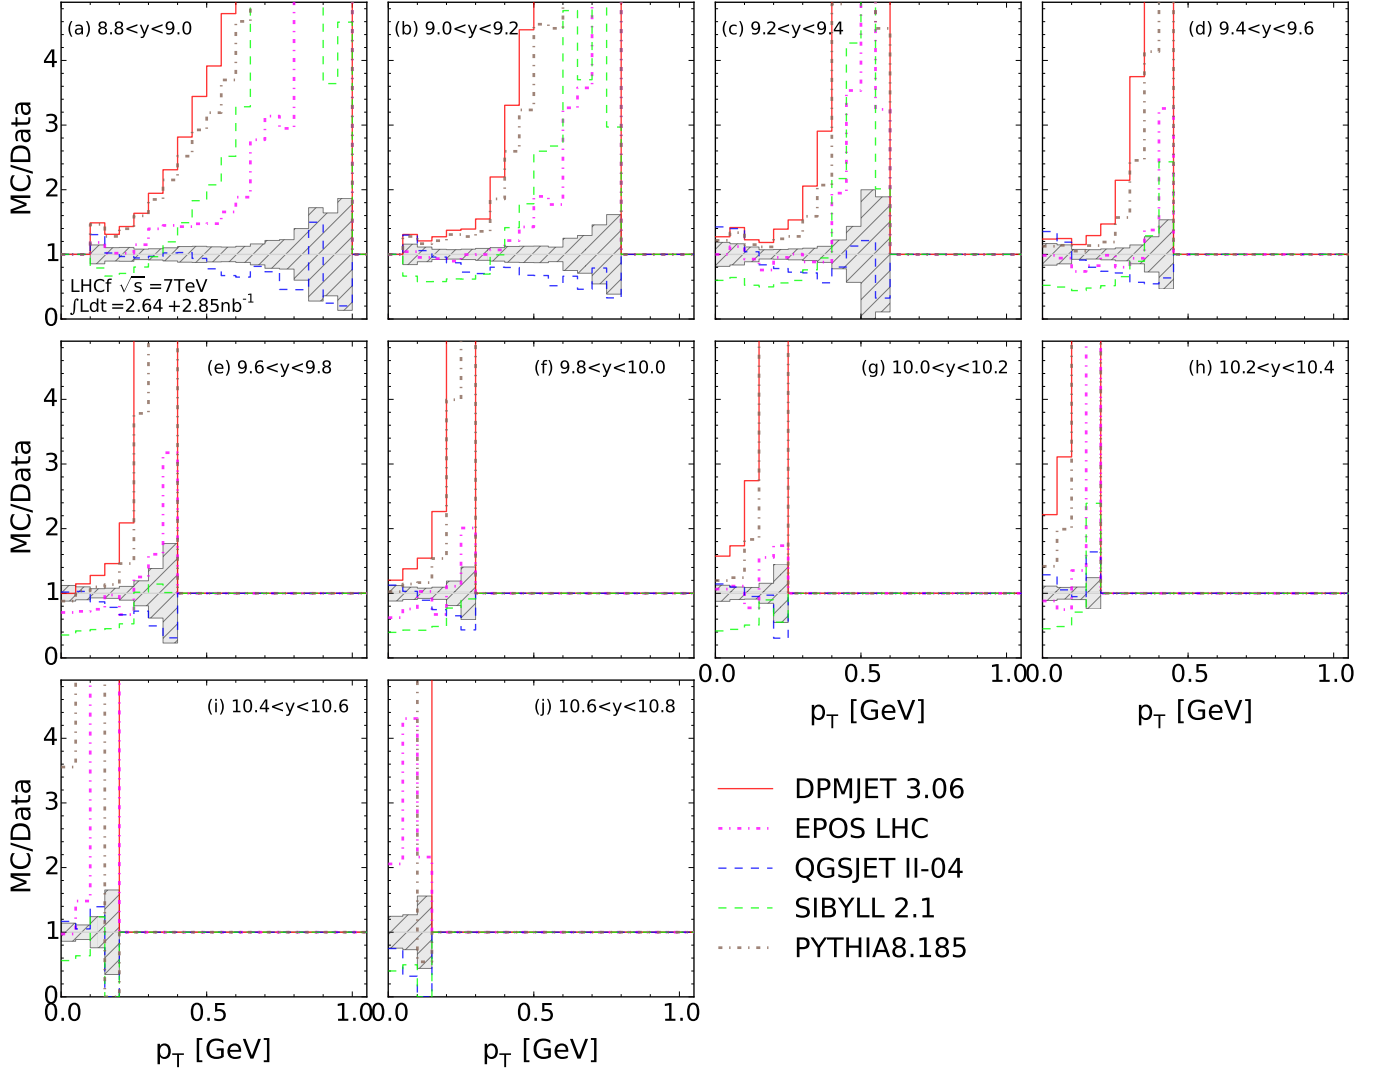 (a) 8.8<y<9.0
(b) 9.0<y<9.2
(c) 9.2<y<9.4
(d) 9.4<y<9.6
MC/Data
4
3
2
1
0
LHCf √s =7TeV
∫Ldt =2.64+2.85nb⁻¹
(e) 9.6<y<9.8
(f) 9.8<y<10.0
(g) 10.0<y<10.2
(h) 10.2<y<10.4
MC/Data
4
3
2
1
0
0.0 0.5 1.0
0.0 0.5 1.0
p_T [GeV]
p_T [GeV]
(i) 10.4<y<10.6
(j) 10.6<y<10.8
MC/Data
4
3
2
1
0
0.0 0.5 1.0
0.0 0.5 1.0
p_T [GeV]
p_T [GeV]
DPMJET 3.06
EPOS LHC
QGSJET II-04
SIBYLL 2.1
PYTHIA8.185